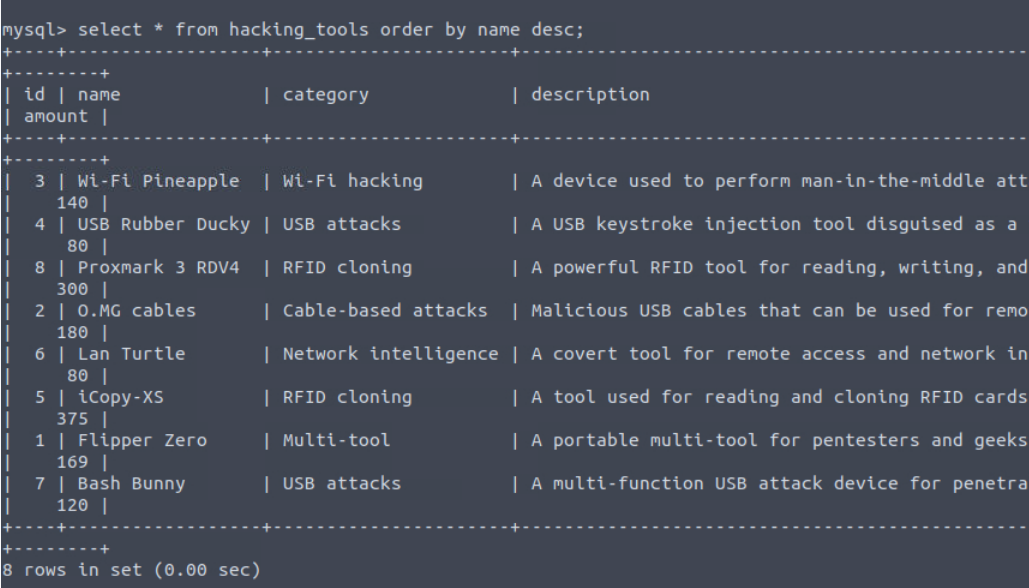 mysql> select * from hacking_tools order by name desc;
+----+------------------+----------------------+------------------------------------------------
+--------+
| id | name             | category             | description
| amount |
+----+------------------+----------------------+------------------------------------------------
+--------+
|  3 | Wi-Fi Pineapple  | Wi-Fi hacking        | A device used to perform man-in-the-middle att
|    140 |
|  4 | USB Rubber Ducky | USB attacks          | A USB keystroke injection tool disguised as a
|     80 |
|  8 | Proxmark 3 RDV4  | RFID cloning         | A powerful RFID tool for reading, writing, and
|    300 |
|  2 | O.MG cables      | Cable-based attacks  | Malicious USB cables that can be used for remo
|    180 |
|  6 | Lan Turtle       | Network intelligence | A covert tool for remote access and network in
|     80 |
|  5 | iCopy-XS         | RFID cloning         | A tool used for reading and cloning RFID cards
|    375 |
|  1 | Flipper Zero     | Multi-tool           | A portable multi-tool for pentesters and geeks
|    169 |
|  7 | Bash Bunny       | USB attacks          | A multi-function USB attack device for penetra
|    120 |
+----+------------------+----------------------+------------------------------------------------
+--------+
8 rows in set (0.00 sec)